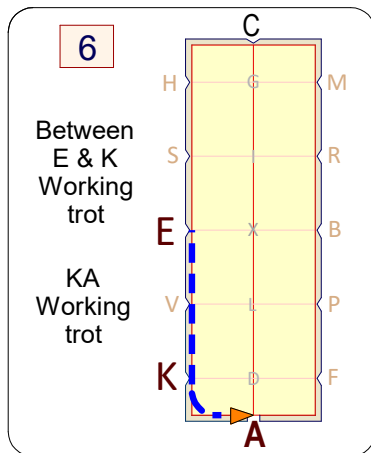 6
Between
E & K
Working
trot
KA
Working
trot
C
H G M
S I R
E X B
V L P
K D F
A